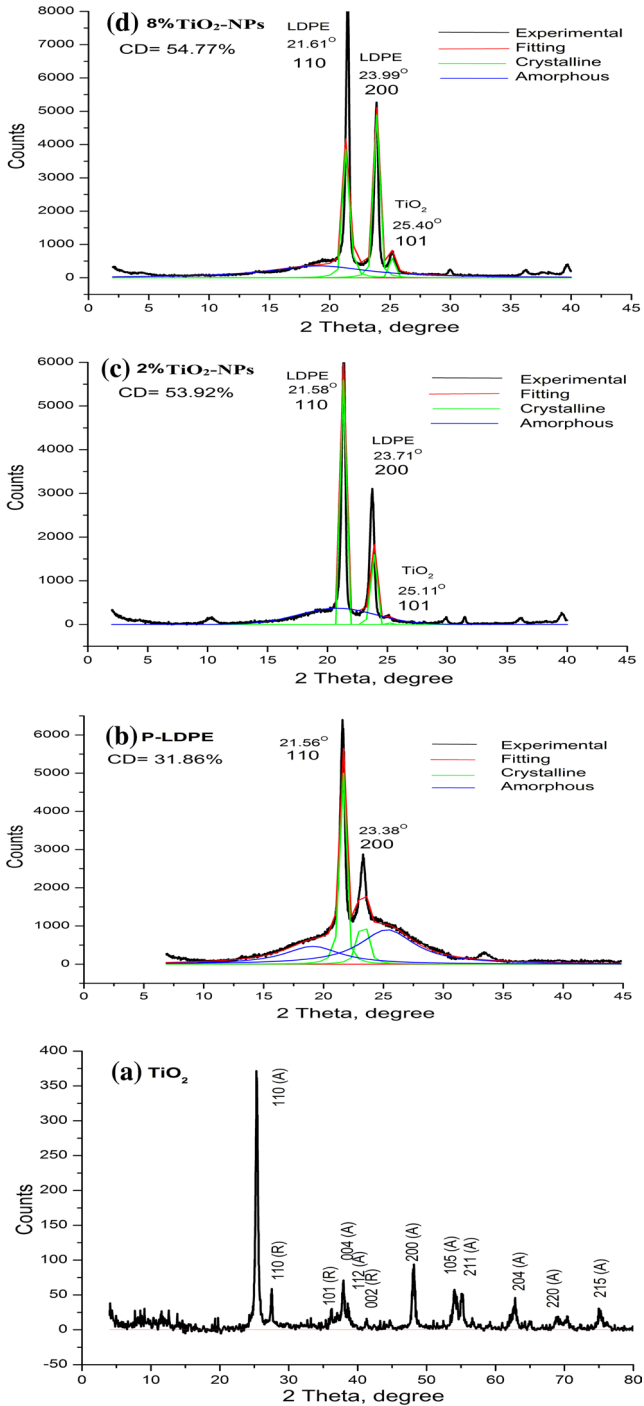 (d) 8%TiO2-NPs
CD= 54.77%
LDPE
21.61°
110
LDPE
23.99°
200
TiO2
25.40°
101
Experimental
Fitting
Crystalline
Amorphous
8000
7000
6000
5000
4000
3000
2000
1000
0
Counts
0 5 10 15 20 25 30 35 40 45
2 Theta, degree
(c) 2%TiO2-NPs
CD= 53.92%
LDPE
21.58°
110
LDPE
23.71°
200
TiO2
25.11°
101
Experimental
Fitting
Crystalline
Amorphous
6000
5000
4000
3000
2000
1000
0
Counts
0 5 10 15 20 25 30 35 40 45
2 Theta, degree
(b) P-LDPE
CD= 31.86%
21.56°
110
23.38°
200
Experimental
Fitting
Crystalline
Amorphous
6000
5000
4000
3000
2000
1000
0
Counts
0 5 10 15 20 25 30 35 40 45
2 Theta, degree
(a) TiO2
110 (A)
110 (R)
101 (R)
004 (A)
112 (A)
002 (R)
200 (A)
105 (A)
211 (A)
204 (A)
220 (A)
215 (A)
400
350
300
250
200
150
100
50
0
-50
Counts
0 10 20 30 40 50 60 70 80
2 Theta, degree